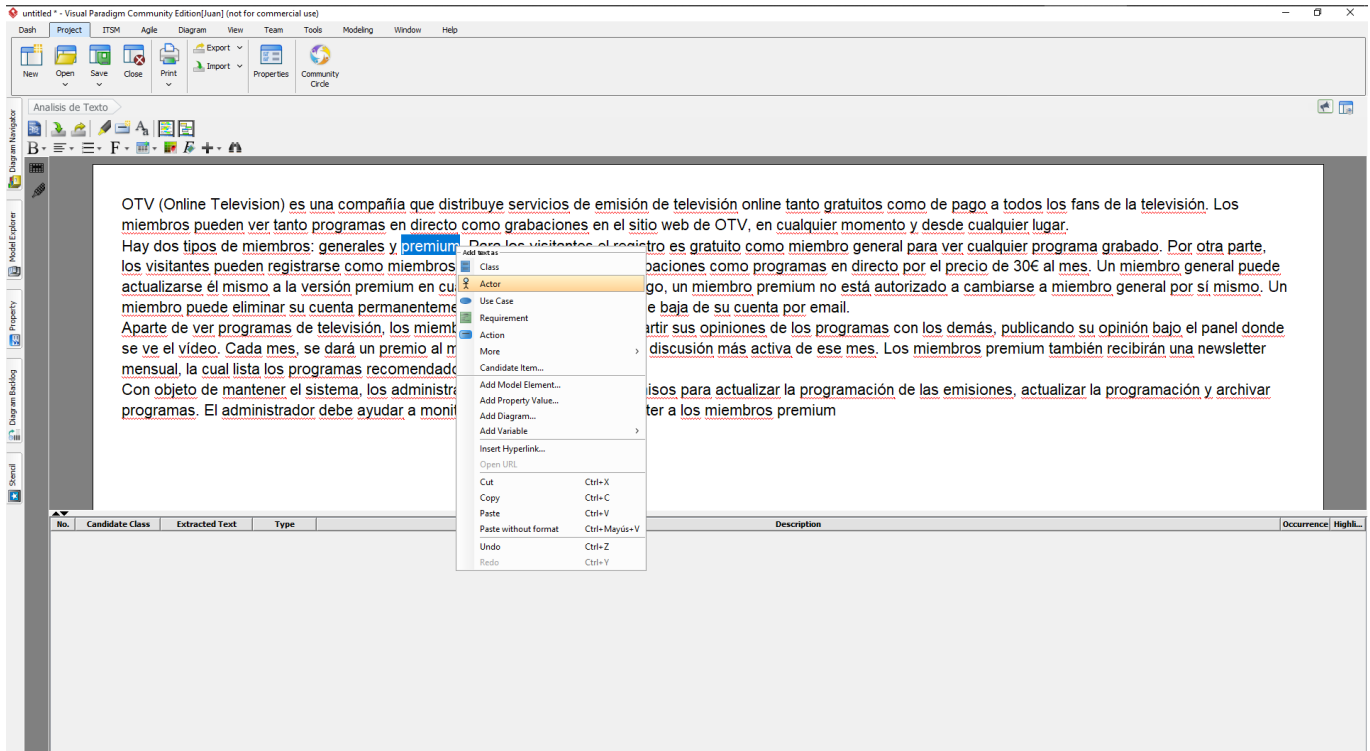 untitled * - Visual Paradigm Community Edition[Juan] (not for commercial use)
Dash Project ITSM Agile Diagram View Team Tools Modeling Window Help
New Open Save Close Print Export Import Properties Community Circle
Analisis de Texto
Diagram Navigator
Model Explorer
Property
Diagram Backlog
Stencil
OTV (Online Television) es una compañía que distribuye servicios de emisión de televisión online tanto gratuitos como de pago a todos los fans de la televisión. Los
miembros pueden ver tanto programas en directo como grabaciones en el sitio web de OTV, en cualquier momento y desde cualquier lugar.
Hay dos tipos de miembros: generales y premium. Para los visitantes el registro es gratuito como miembro general para ver cualquier programa grabado. Por otra parte,
los visitantes pueden registrarse como miembros baciones como programas en directo por el precio de 30€ al mes. Un miembro general puede
actualizarse él mismo a la versión premium en cu go, un miembro premium no está autorizado a cambiarse a miembro general por sí mismo. Un
miembro puede eliminar su cuenta permanenteme e baja de su cuenta por email.
Aparte de ver programas de televisión, los miemb artir sus opiniones de los programas con los demás, publicando su opinión bajo el panel donde
se ve el vídeo. Cada mes, se dará un premio al m discusión más activa de ese mes. Los miembros premium también recibirán una newsletter
mensual, la cual lista los programas recomendado
Con objeto de mantener el sistema, los administra misos para actualizar la programación de las emisiones, actualizar la programación y archivar
programas. El administrador debe ayudar a monit ter a los miembros premium
Add text as
Class
Actor
Use Case
Requirement
Action
More
Candidate Item...
Add Model Element...
Add Property Value...
Add Diagram...
Add Variable
Insert Hyperlink...
Open URL
Cut Ctrl+X
Copy Ctrl+C
Paste Ctrl+V
Paste without format Ctrl+Mayús+V
Undo Ctrl+Z
Redo Ctrl+Y
No. Candidate Class Extracted Text Type Description Occurrence Highli...